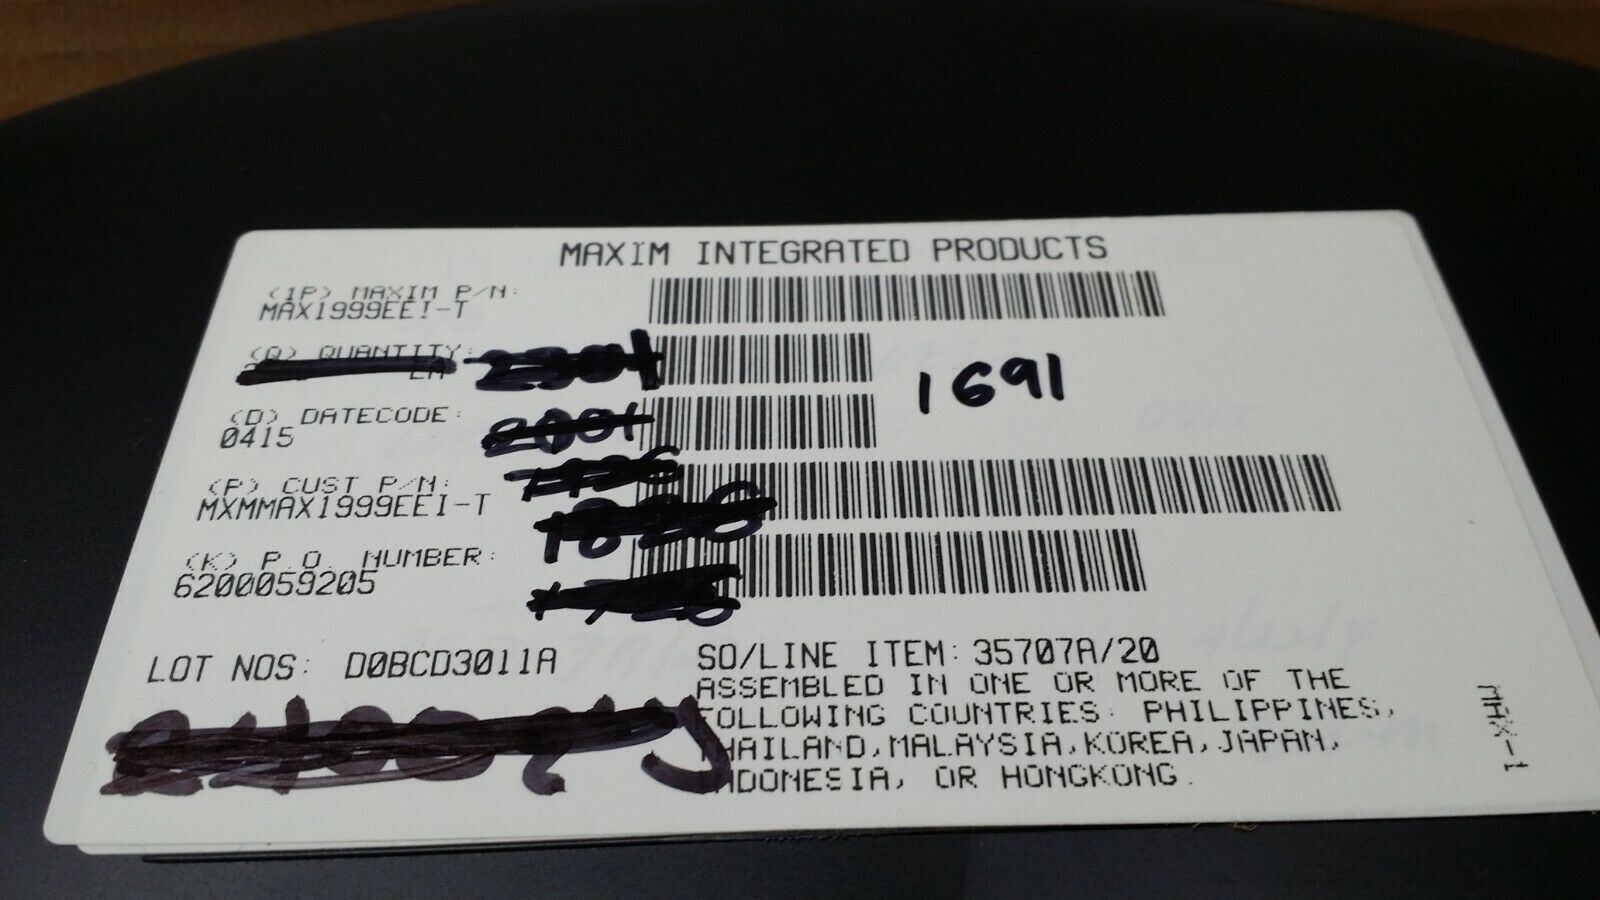 MAXIM INTEGRATED PRODUCTS
(1P) MAXIM P/N:
MAX1999EEI-T
(Q) QUANTITY:
EA
1691
(D) DATECODE:
0415
(P) CUST P/N:
MXMMAX1999EEI-T
(K) P.O. NUMBER:
6200059205
LOT NOS: D0BCD3011A
SO/LINE ITEM: 35707A/20
ASSEMBLED IN ONE OR MORE OF THE
FOLLOWING COUNTRIES: PHILIPPINES,
THAILAND,MALAYSIA,KOREA,JAPAN,
INDONESIA, OR HONGKONG.
MAX-1